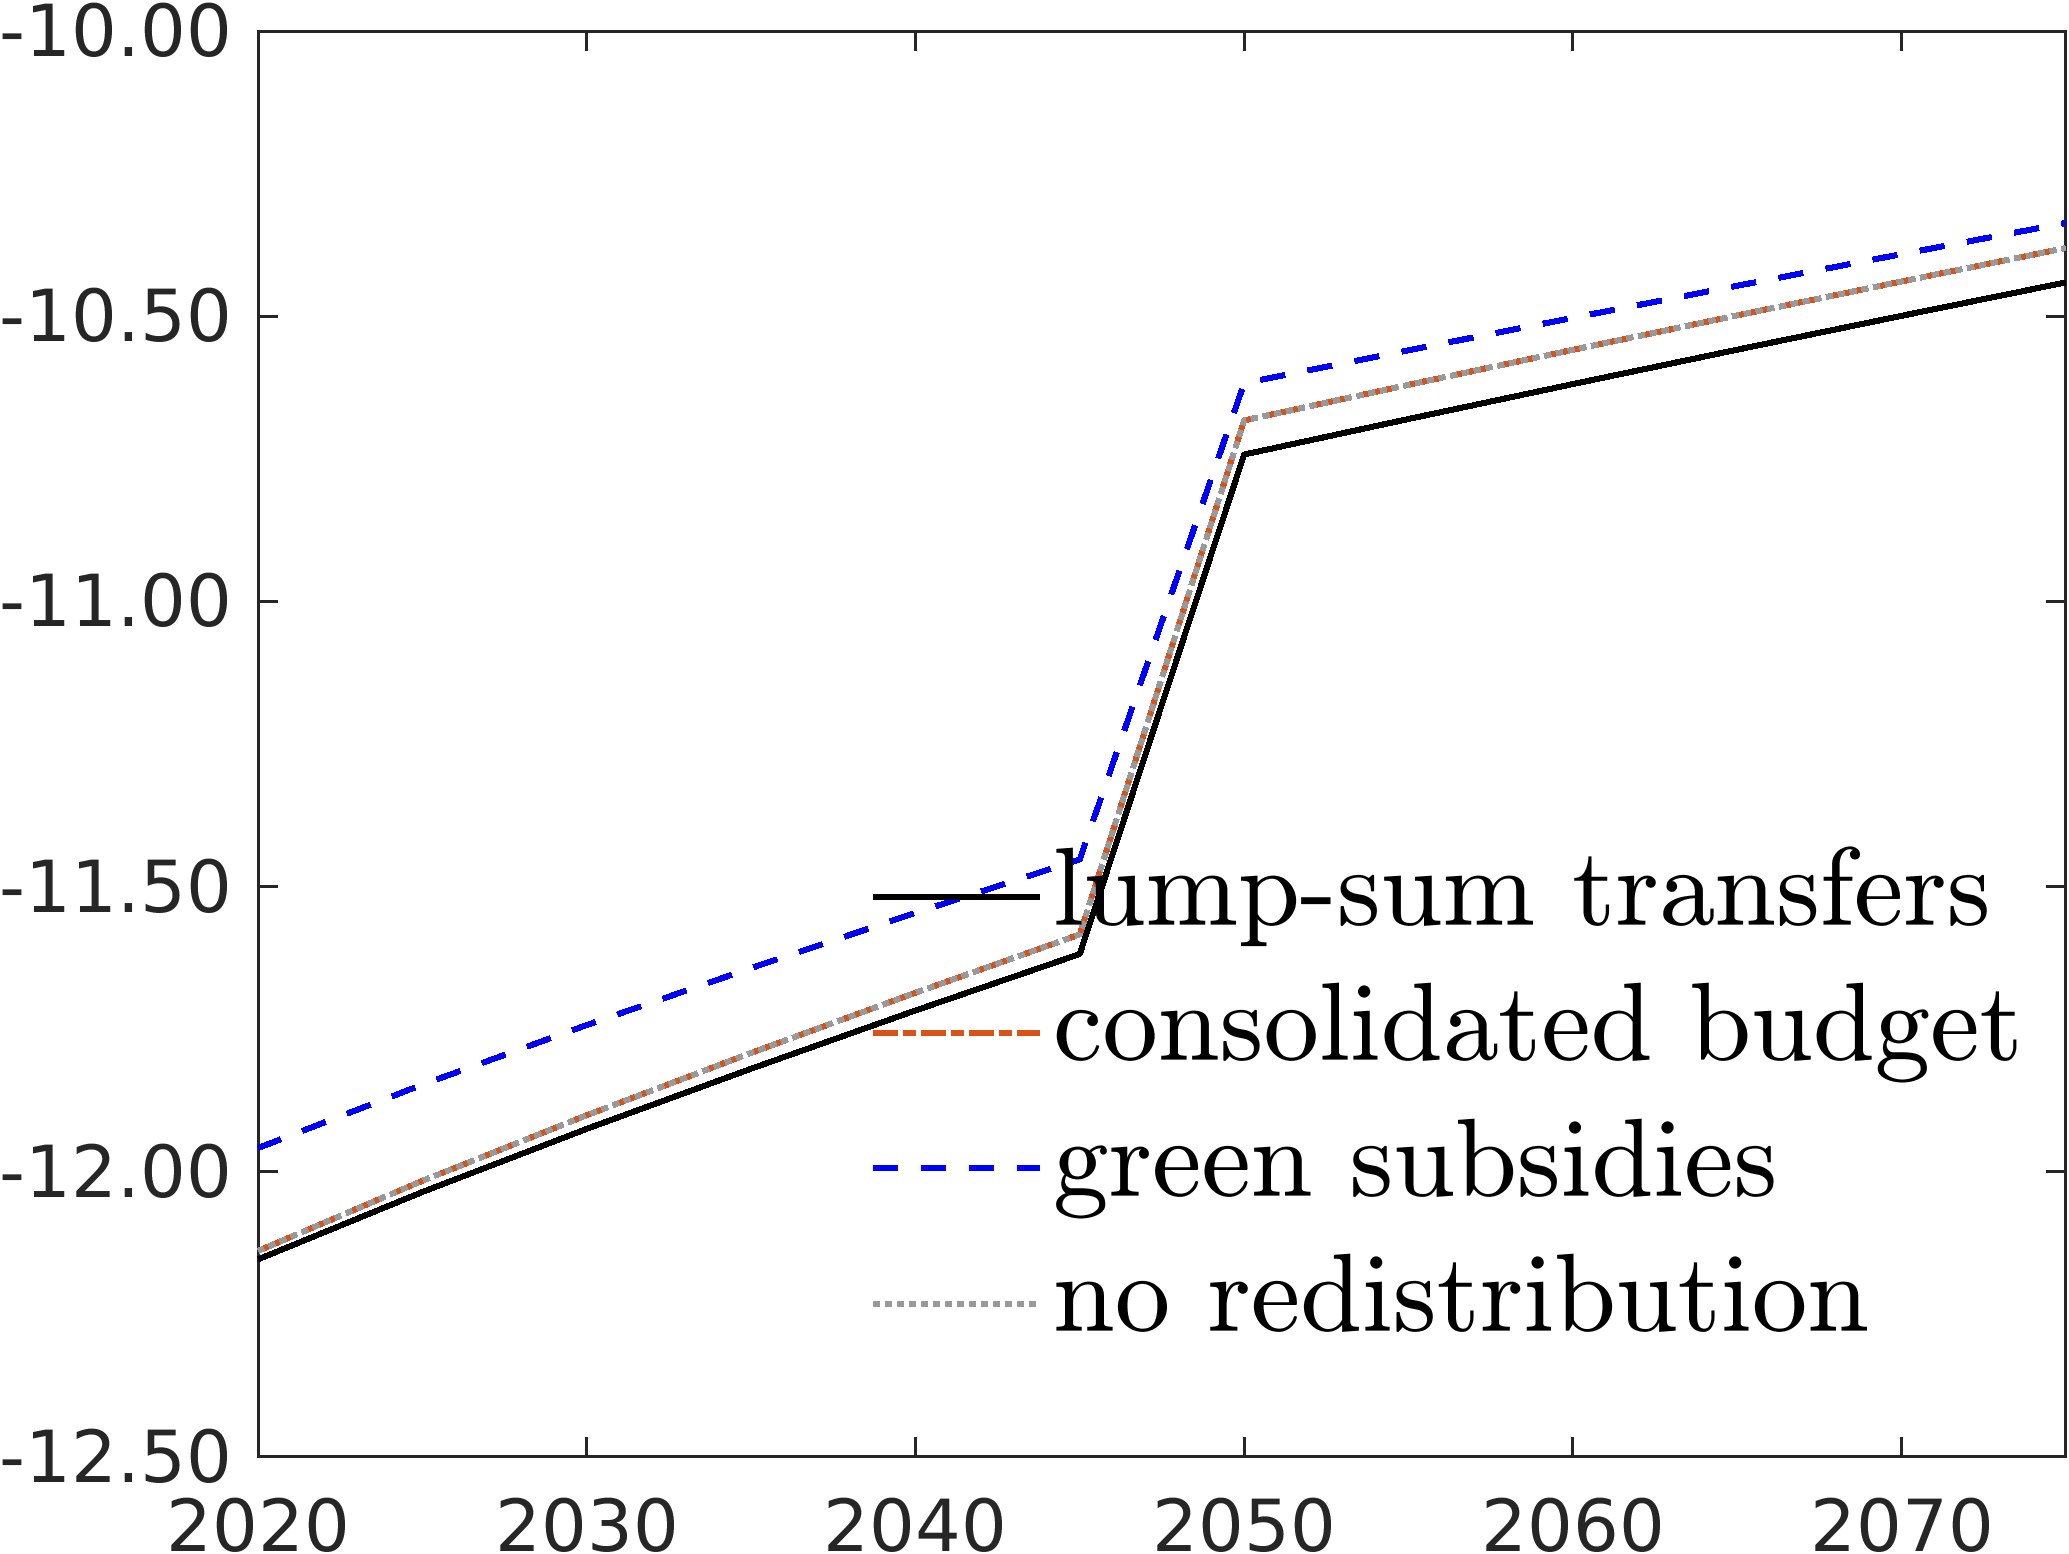 -10.00
-10.50
-11.00
-11.50
-12.00
-12.50
lump-sum transfers
consolidated budget
green subsidies
no redistribution
2020 2030 2040 2050 2060 2070